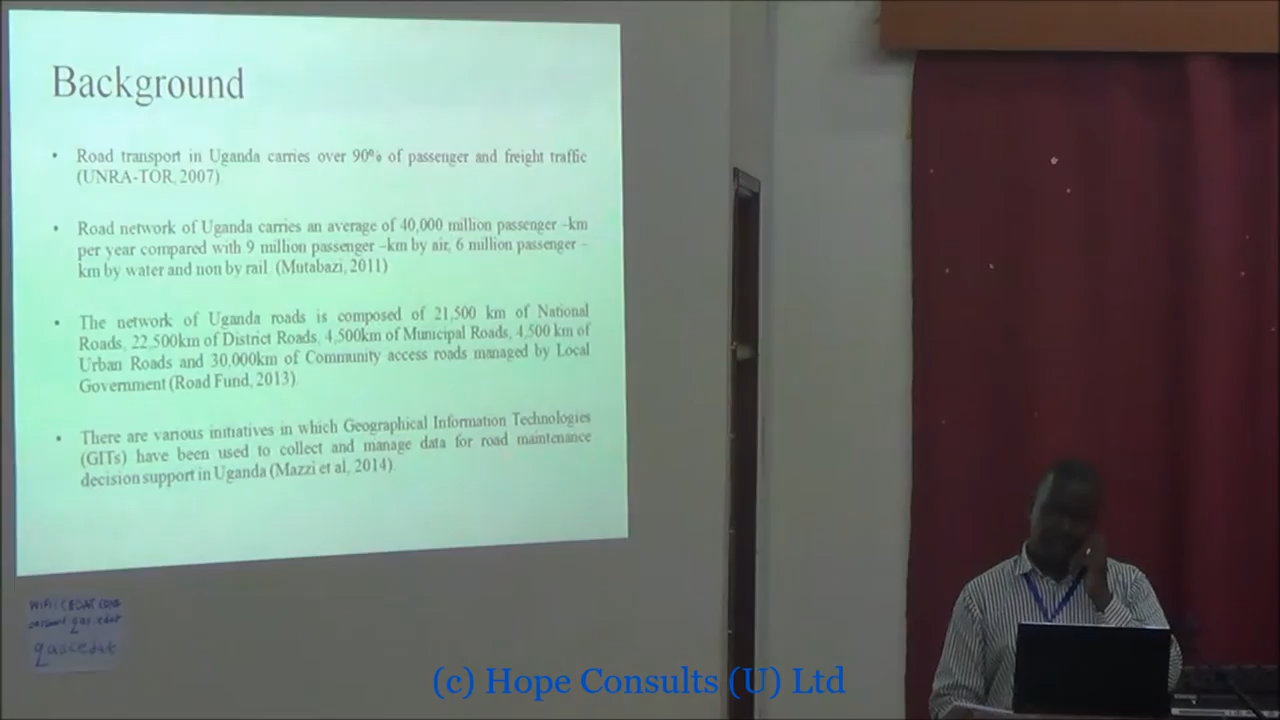 Background
• Road transport in Uganda carries over 90% of passenger and freight traffic
(UNRA-TOR, 2007)
• Road network of Uganda carries an average of 40,000 million passenger –km
per year compared with 9 million passenger –km by air, 6 million passenger –
km by water and non by rail (Mutabazi, 2011)
• The network of Uganda roads is composed of 21,500 km of National
Roads, 22,500km of District Roads, 4,500km of Municipal Roads, 4,500 km of
Urban Roads and 30,000km of Community access roads managed by Local
Government (Road Fund, 2013).
• There are various initiatives in which Geographical Information Technologies
(GITs) have been used to collect and manage data for road maintenance
decision support in Uganda (Mazzi et al, 2014).
WiFi: CEDAT CONF
(c) Hope Consults (U) Ltd